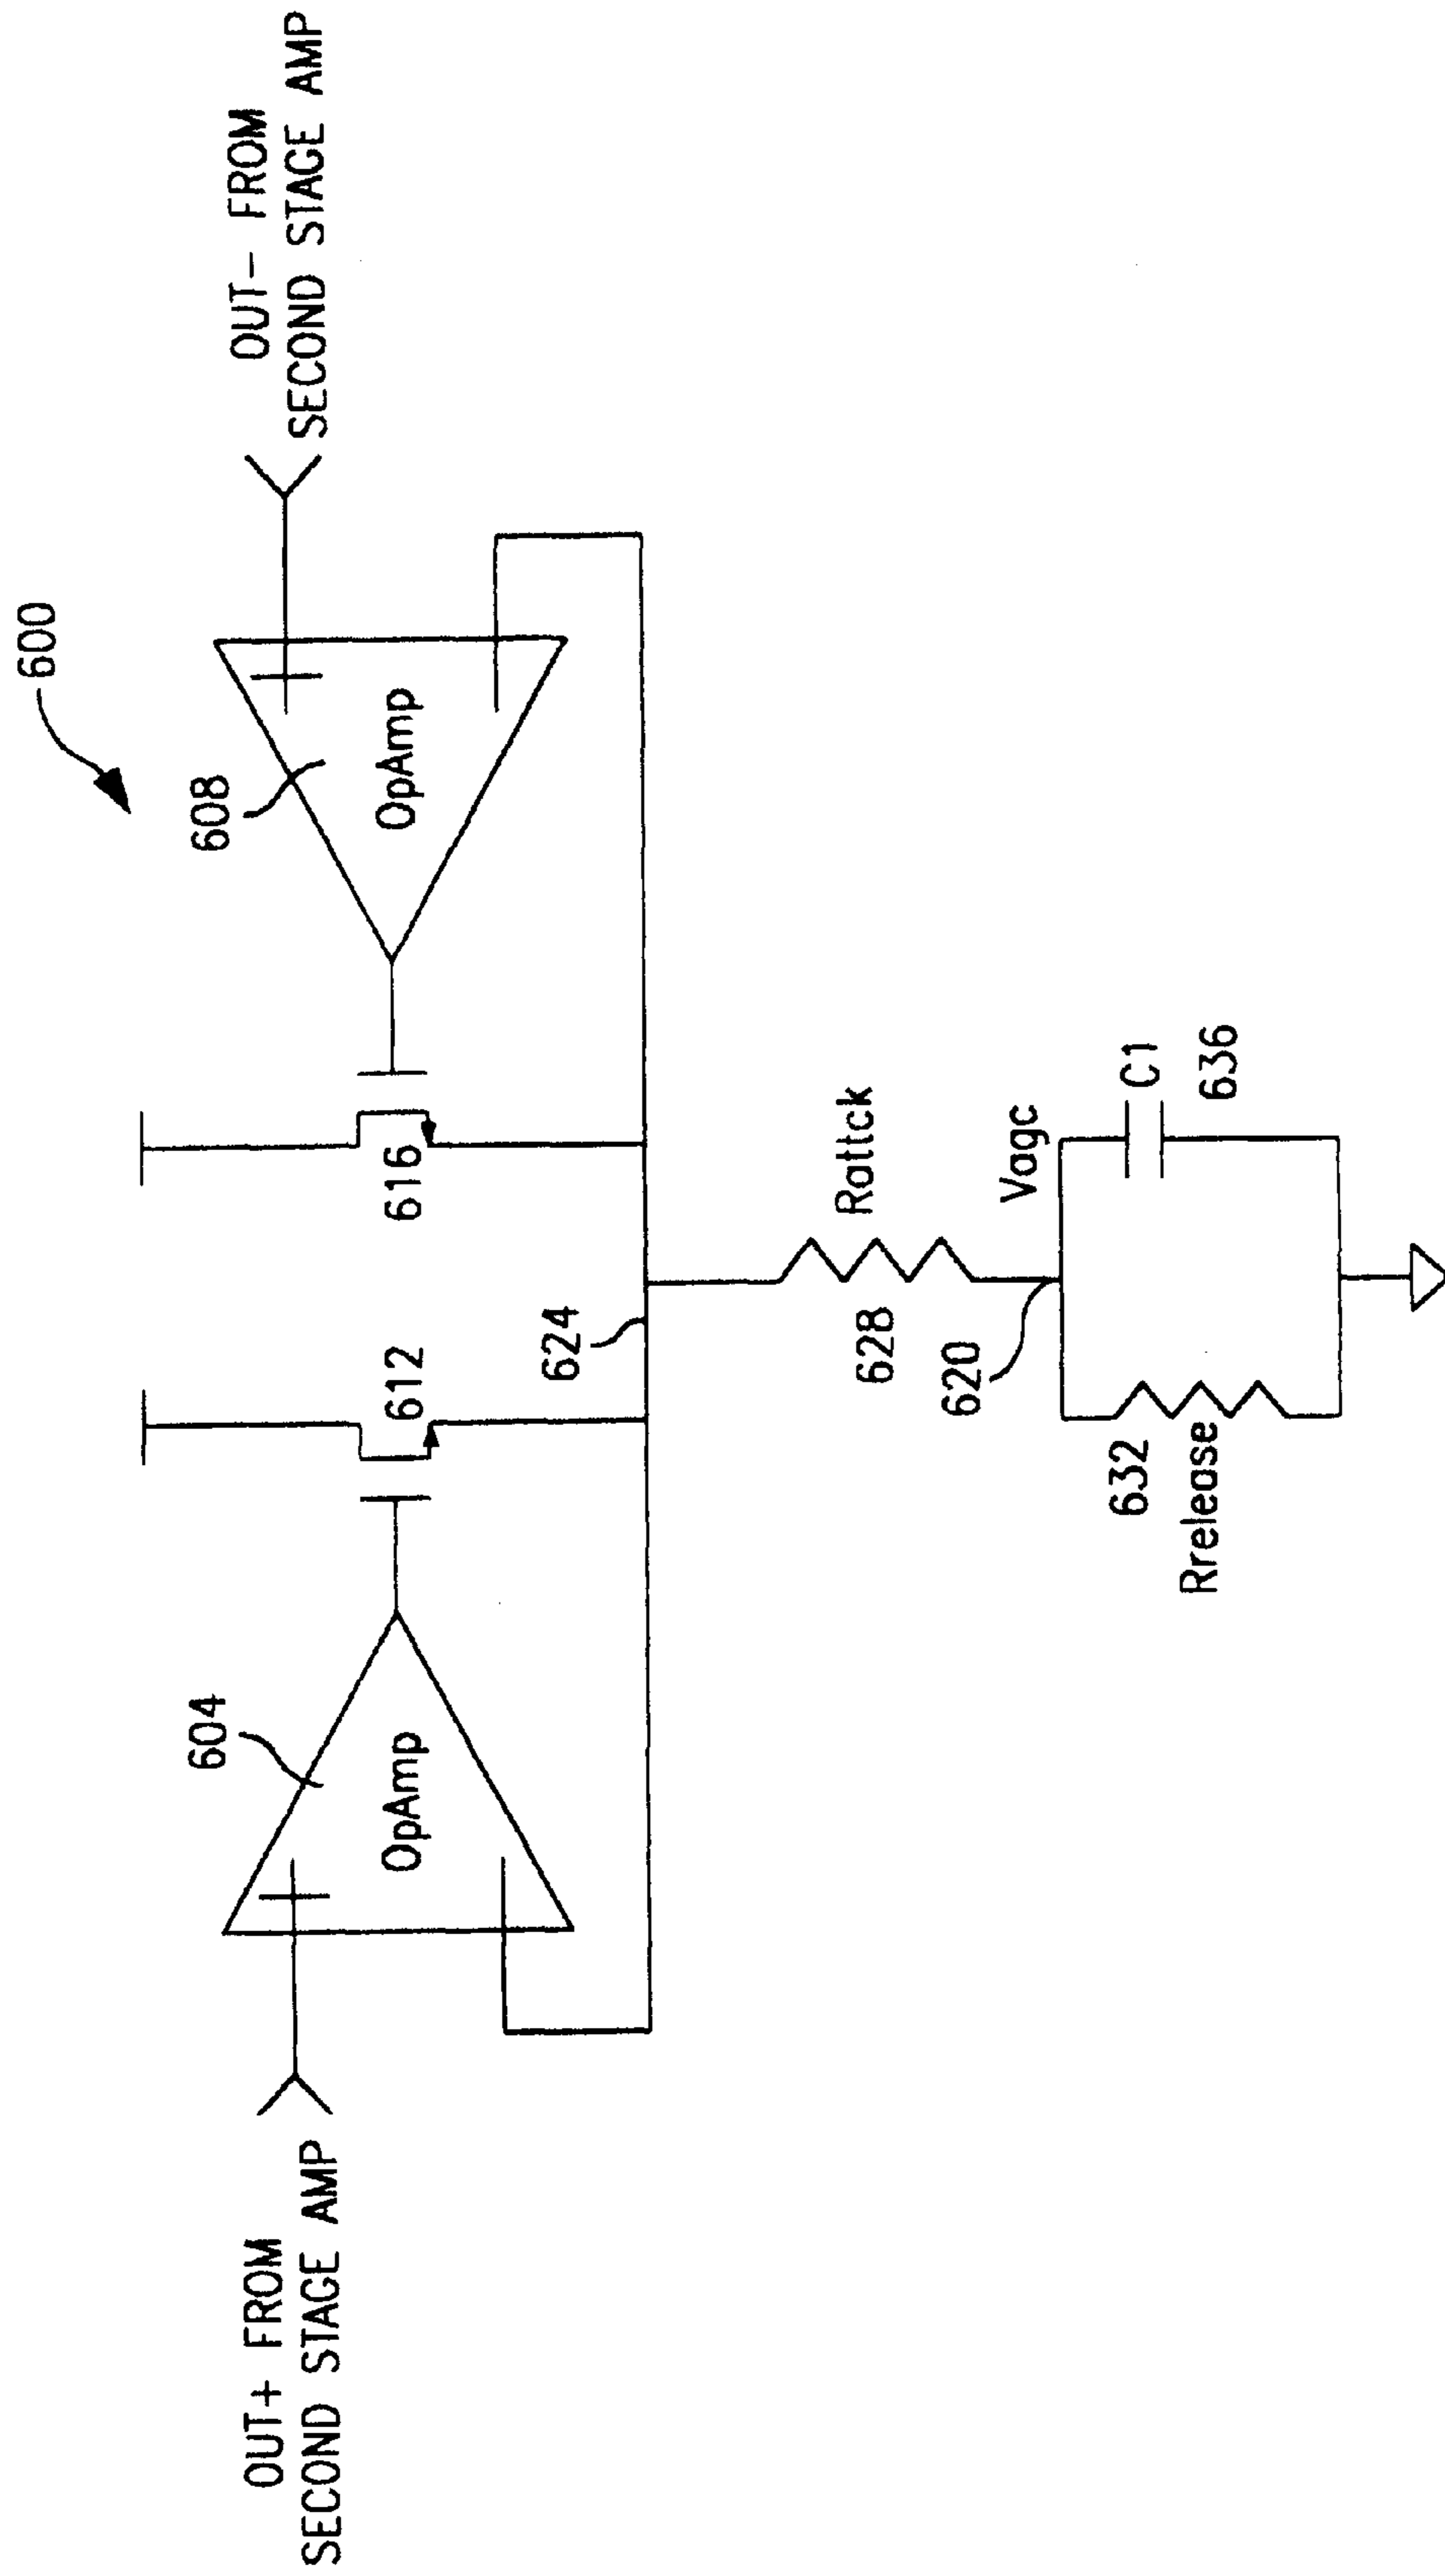 600
OUT+ FROM
SECOND STAGE AMP
604
OpAmp
612
616
608
OpAmp
OUT- FROM
SECOND STAGE AMP
624
628
Rattck
620
Vagc
632
Rrelease
C1
636